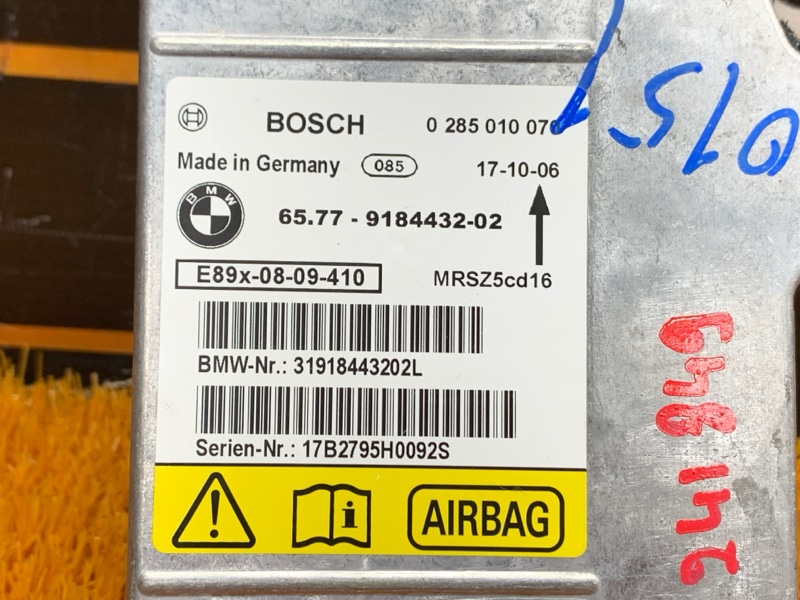 BOSCH 0 285 010 07
Made in Germany 085 17-10-06
BMW 65.77 - 9184432-02
E89x-08-09-410 MRSZ5cd16
BMW-Nr.: 31918443202L
Serien-Nr.: 17B2795H0092S
i AIRBAG